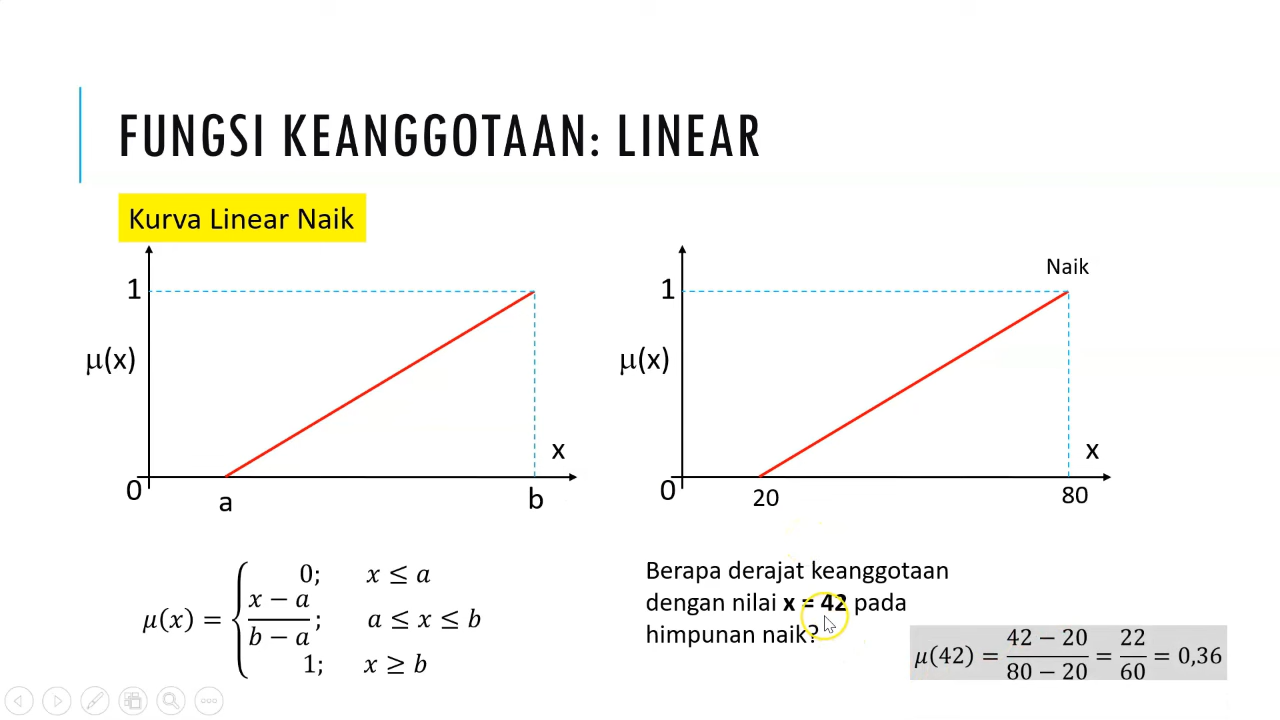 FUNGSI KEANGGOTAAN: LINEAR
Kurva Linear Naik
1
μ(x)
x
0
a
b
Naik
1
μ(x)
x
0
20
80
μ(x) = { 0; x ≤ a
(x − a)/(b − a); a ≤ x ≤ b
1; x ≥ b
Berapa derajat keanggotaan
dengan nilai x = 42 pada
himpunan naik?
μ(42) = (42 − 20)/(80 − 20) = 22/60 = 0,36